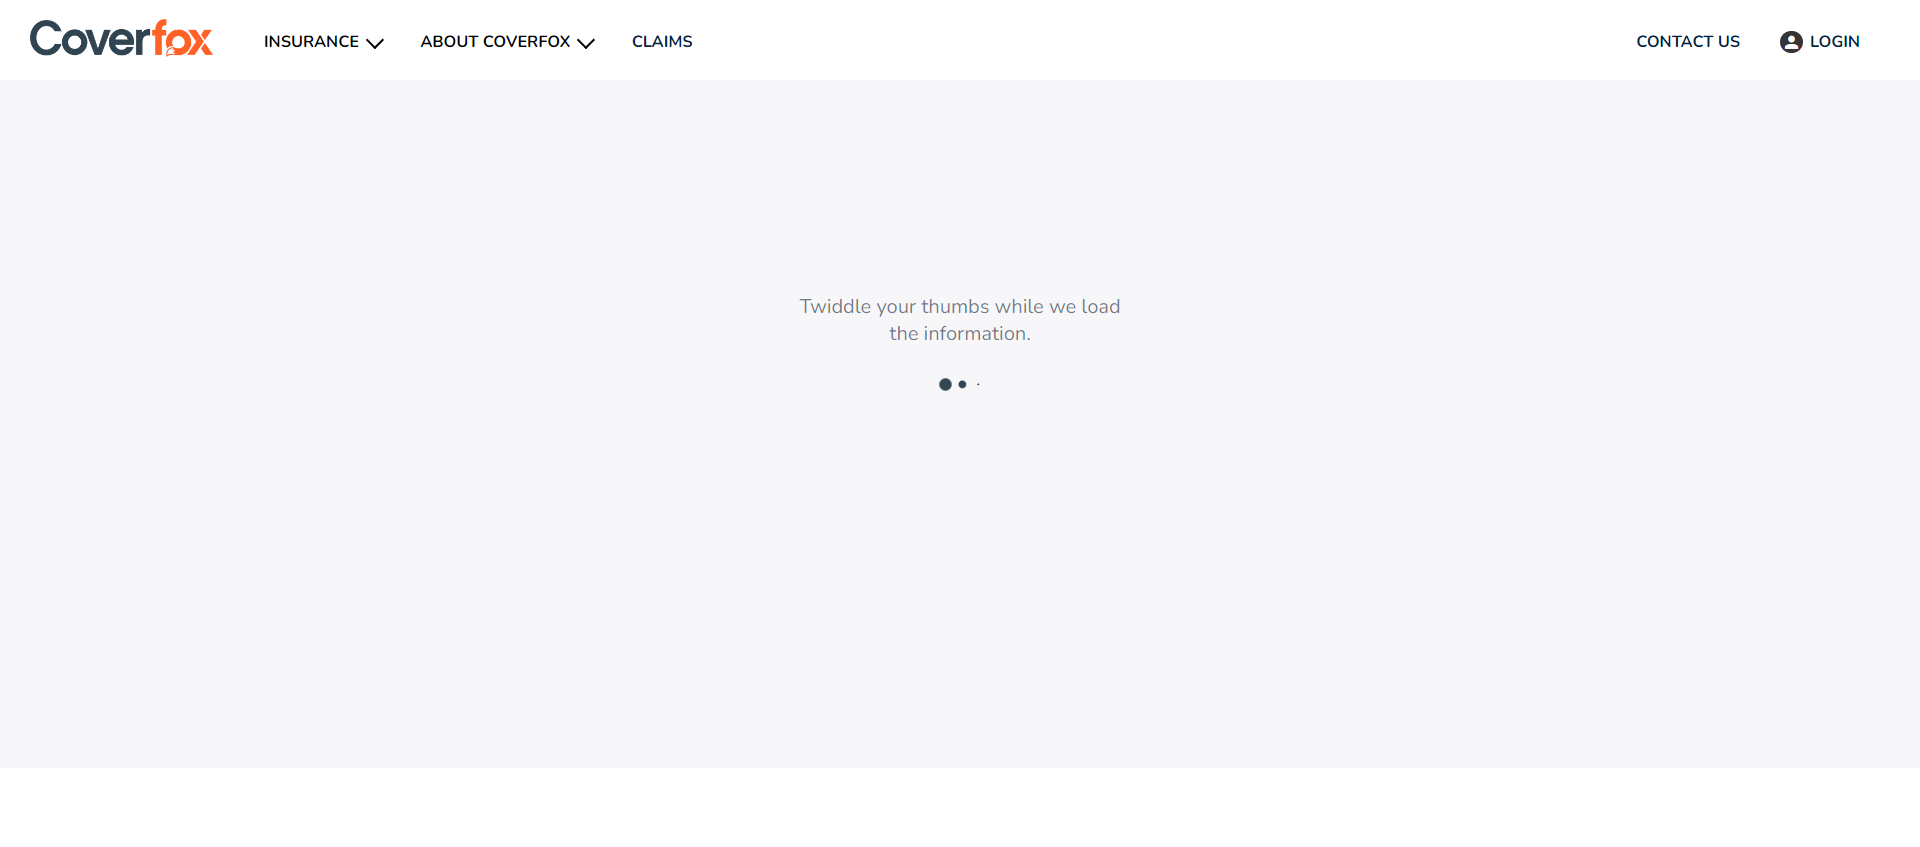 Coverfox
INSURANCE
ABOUT COVERFOX
CLAIMS
CONTACT US
LOGIN
Twiddle your thumbs while we load
the information.